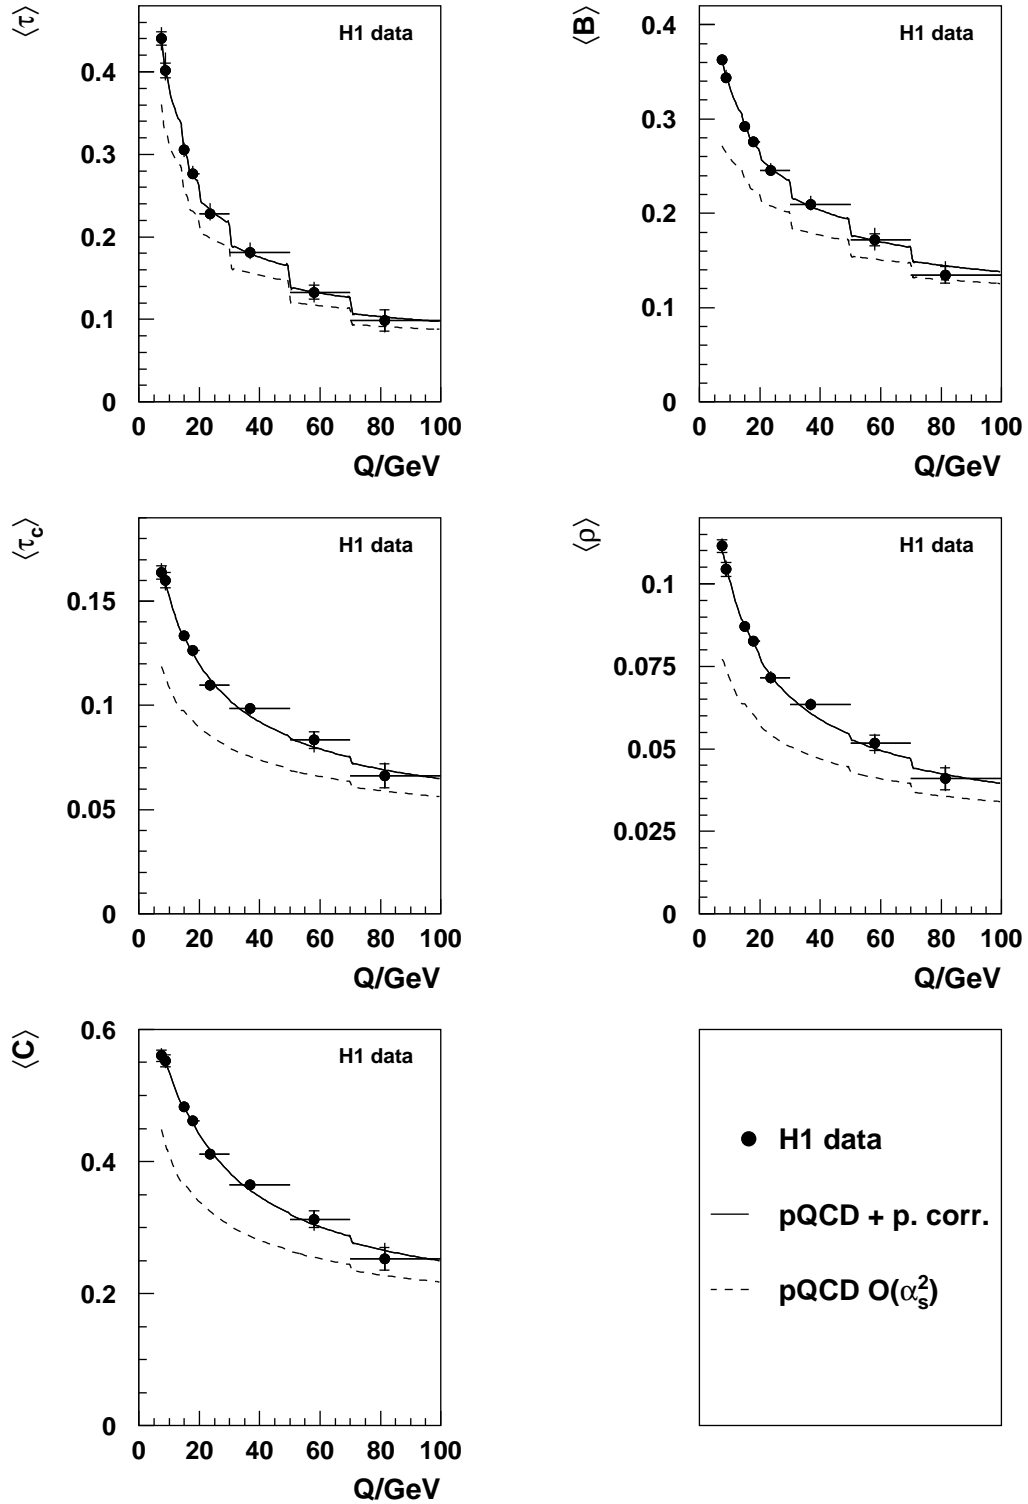 ⟨τ⟩
H1 data
0.4
0.3
0.2
0.1
0
0 20 40 60 80 100
Q/GeV
⟨B⟩
H1 data
0.4
0.3
0.2
0.1
0
0 20 40 60 80 100
Q/GeV
⟨τc⟩
H1 data
0.15
0.1
0.05
0
0 20 40 60 80 100
Q/GeV
⟨ρ⟩
H1 data
0.1
0.075
0.05
0.025
0
0 20 40 60 80 100
Q/GeV
⟨C⟩
H1 data
0.6
0.4
0.2
0
0 20 40 60 80 100
Q/GeV
H1 data
pQCD + p. corr.
pQCD O(αs²)